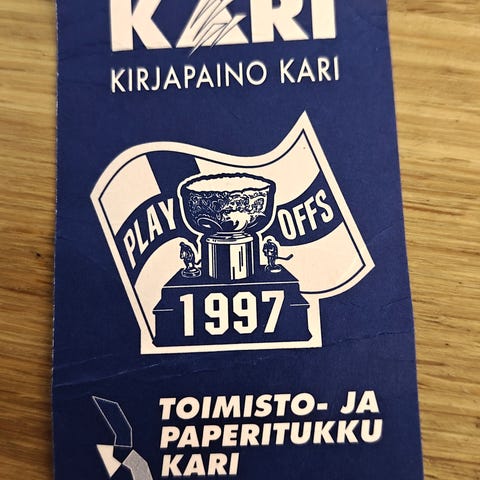 KARI
KIRJAPAINO KARI
PLAY OFFS
1997
TOIMISTO- JA
PAPERITUKKU
KARI